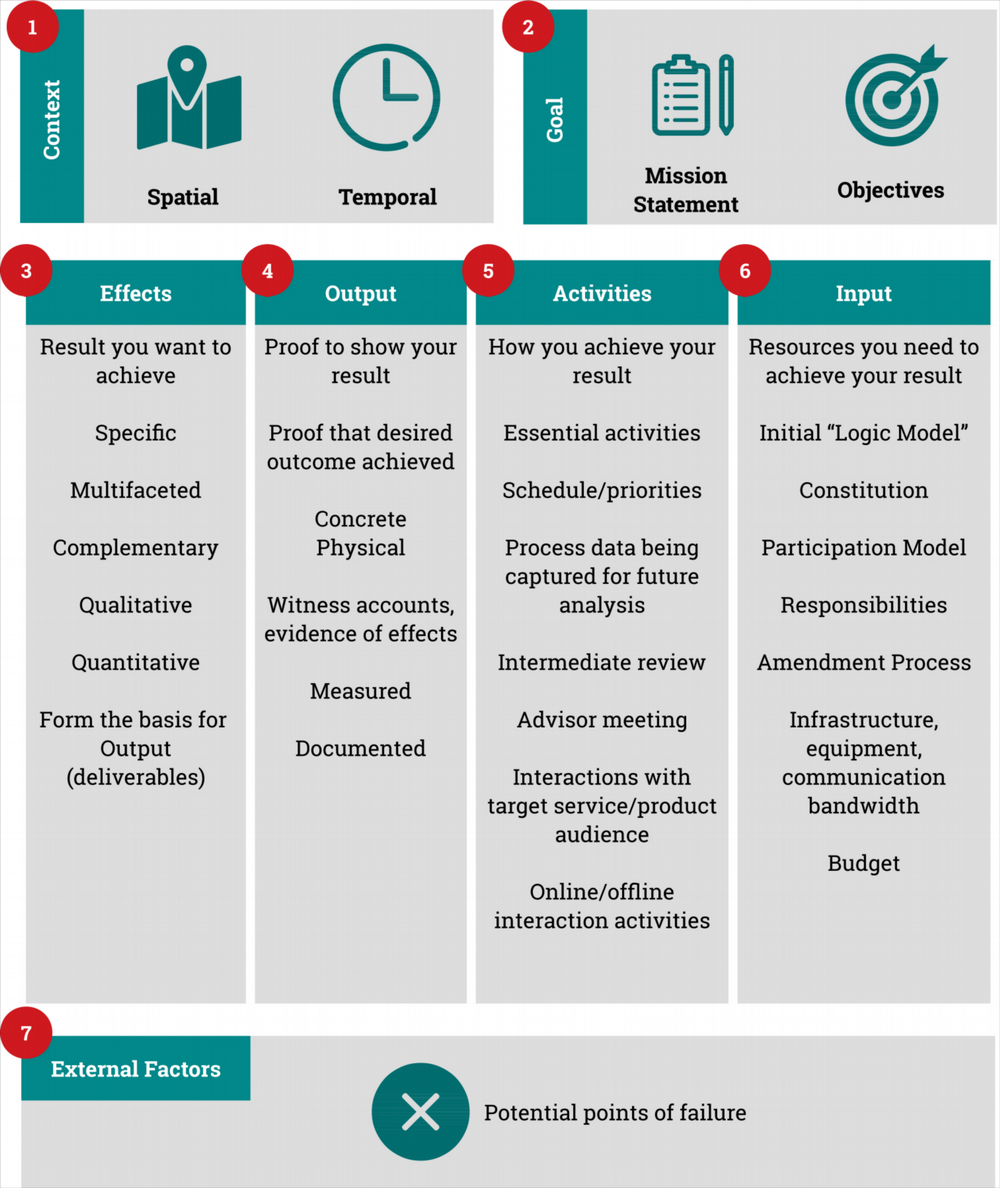 1
Context
Spatial
Temporal
2
Goal
Mission
Statement
Objectives
3
Effects
Result you want to
achieve
Specific
Multifaceted
Complementary
Qualitative
Quantitative
Form the basis for
Output
(deliverables)
4
Output
Proof to show your
result
Proof that desired
outcome achieved
Concrete
Physical
Witness accounts,
evidence of effects
Measured
Documented
5
Activities
How you achieve your
result
Essential activities
Schedule/priorities
Process data being
captured for future
analysis
Intermediate review
Advisor meeting
Interactions with
target service/product
audience
Online/offline
interaction activities
6
Input
Resources you need to
achieve your result
Initial “Logic Model”
Constitution
Participation Model
Responsibilities
Amendment Process
Infrastructure,
equipment,
communication
bandwidth
Budget
7
External Factors
Potential points of failure